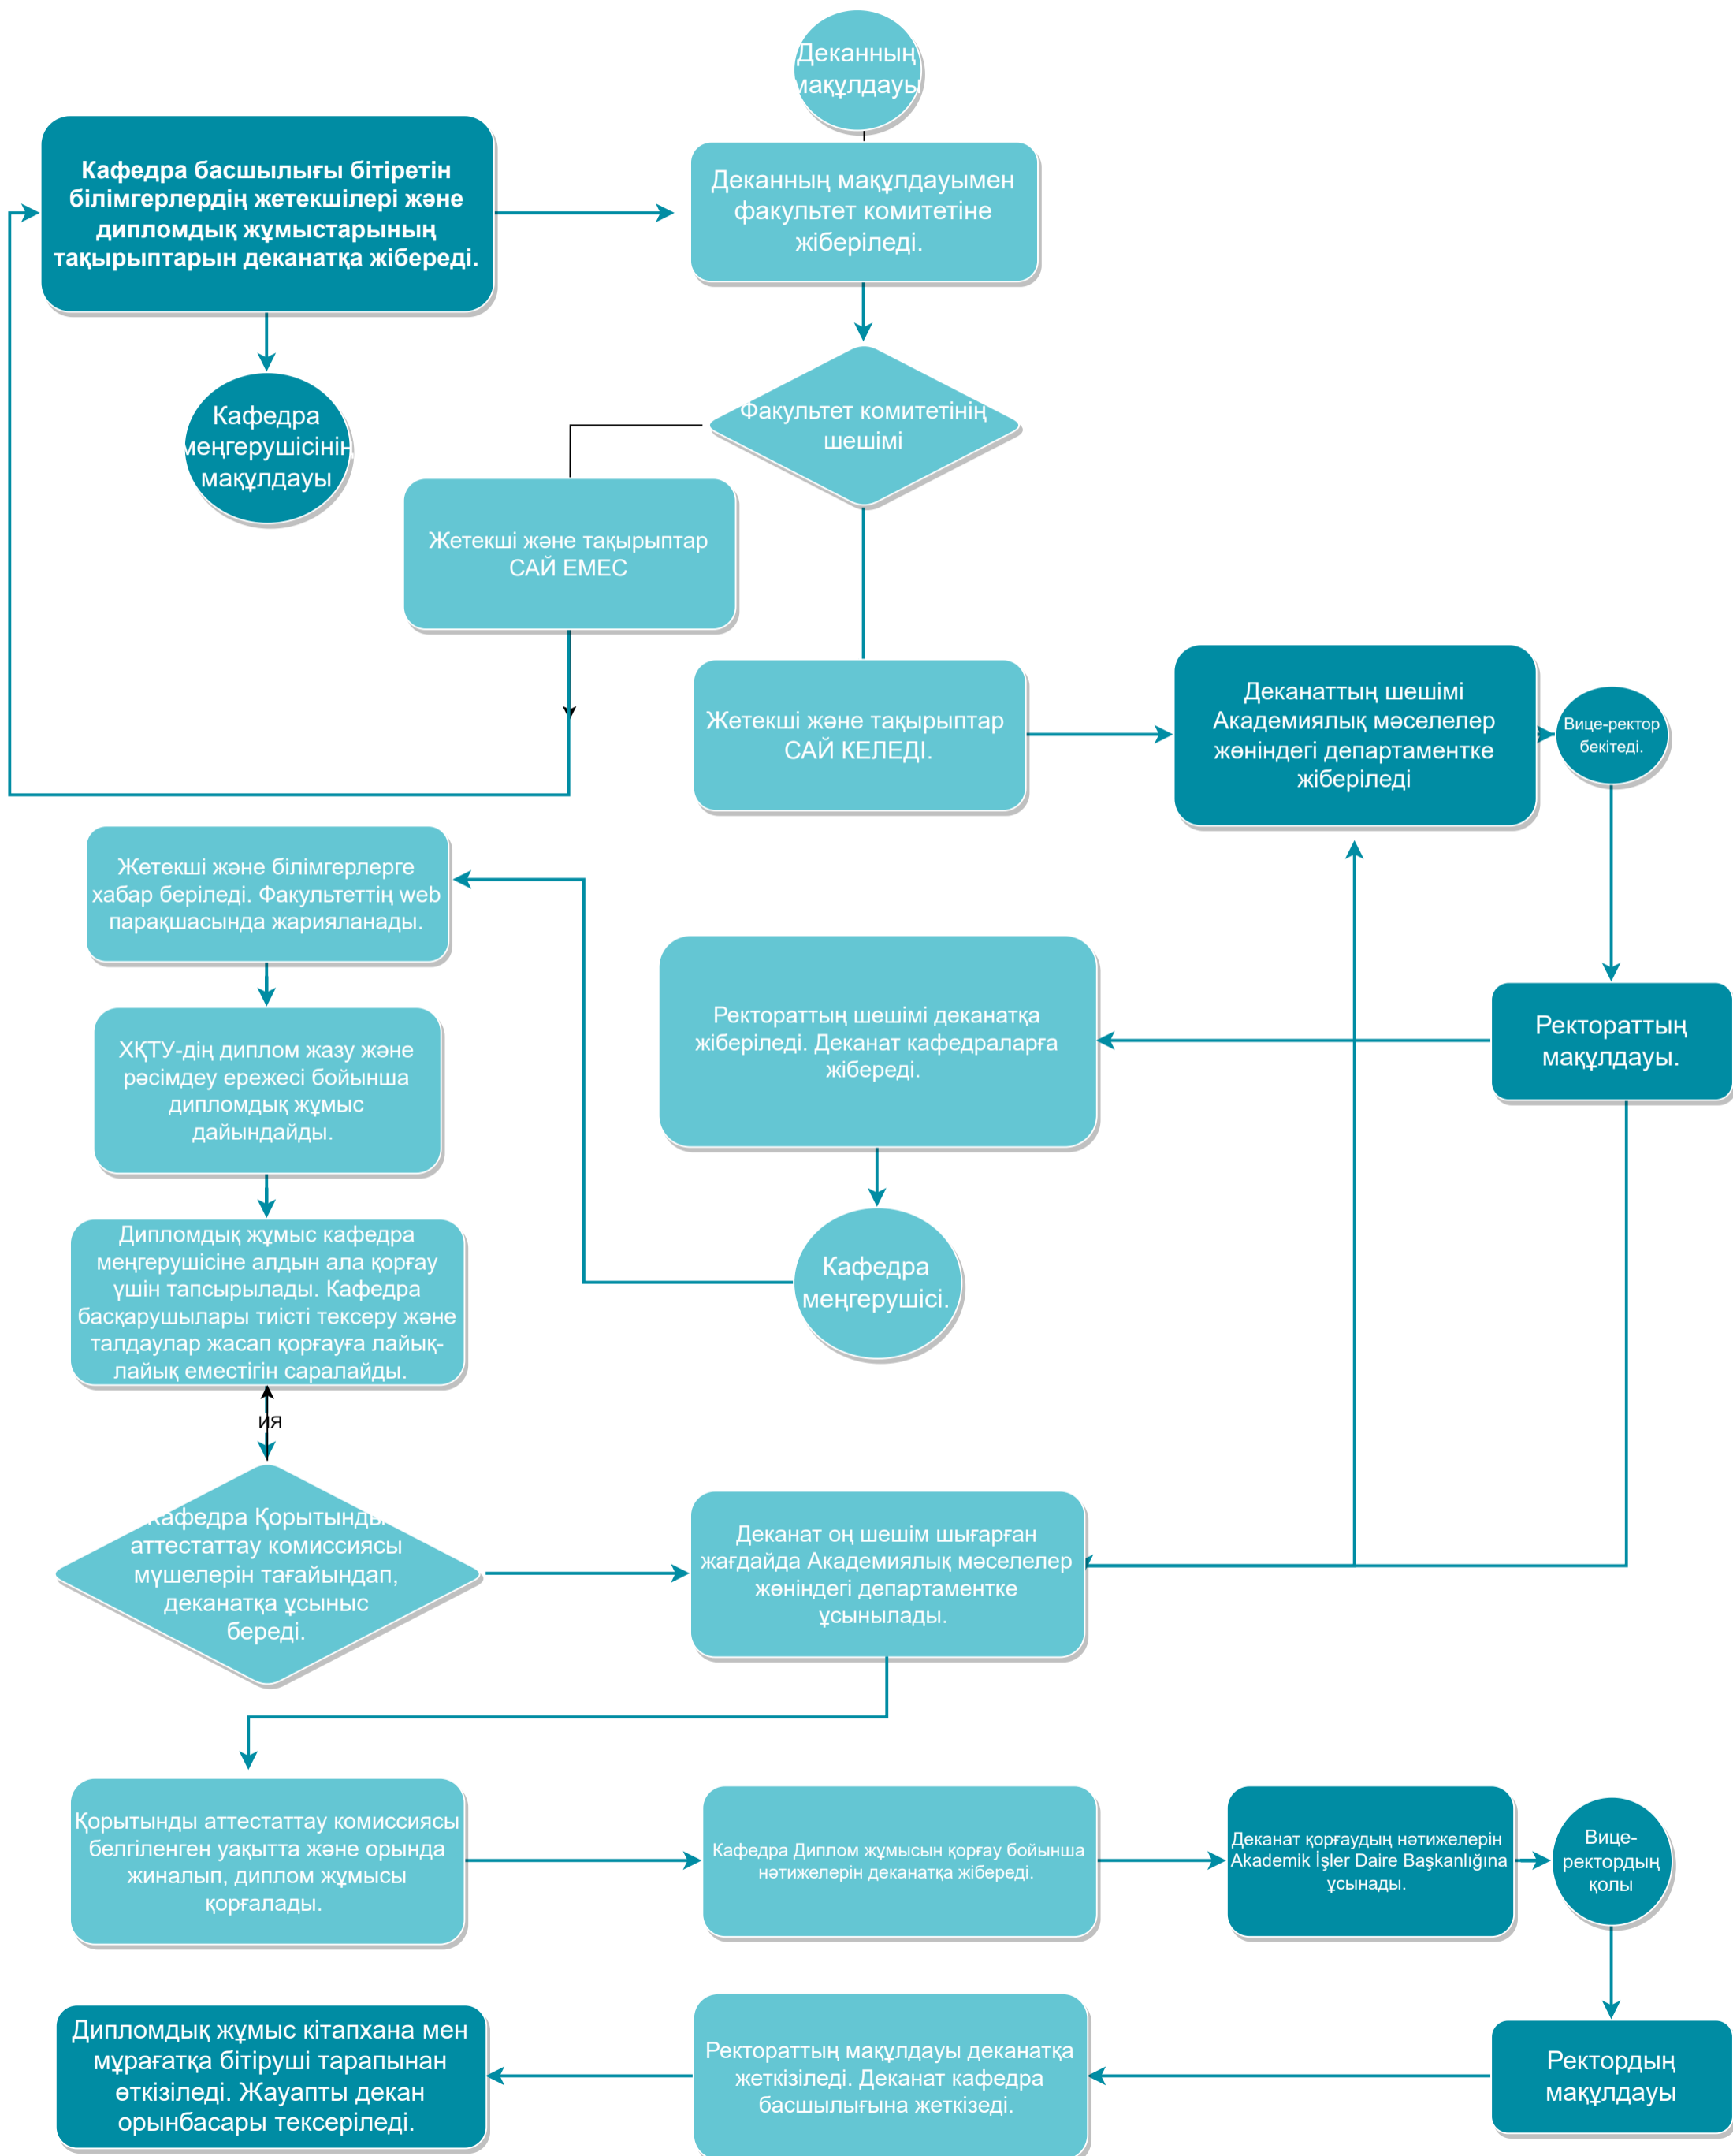 Деканның
мақұлдауы
Кафедра басшылығы бітіретін
білімгерлердің жетекшілері және
дипломдық жұмыстарының
тақырыптарын деканатқа жібереді.
Деканның мақұлдауымен
факультет комитетіне
жіберіледі.
Кафедра
меңгерушісінің
мақұлдауы
Факультет комитетінің
шешімі
Жетекші және тақырыптар
САЙ ЕМЕС
Жетекші және тақырыптар
САЙ КЕЛЕДІ.
Деканаттың шешімі
Академиялық мәселелер
жөніндегі департаментке
жіберіледі
Вице-ректор
бекітеді.
Жетекші және білімгерлерге
хабар беріледі. Факультеттің web
парақшасында жарияланады.
Ректораттың шешімі деканатқа
жіберіледі. Деканат кафедраларға
жібереді.
Ректораттың
мақұлдауы.
ХҚТУ-дің диплом жазу және
рәсімдеу ережесі бойынша
дипломдық жұмыс
дайындайды.
Дипломдық жұмыс кафедра
меңгерушісіне алдын ала қорғау
үшін тапсырылады. Кафедра
басқарушылары тиісті тексеру және
талдаулар жасап қорғауға лайық-
лайық еместігін саралайды.
Кафедра
меңгерушісі.
ИЯ
Кафедра Қорытынды
аттестаттау комиссиясы
мүшелерін тағайындап,
деканатқа ұсыныс
береді.
Деканат оң шешім шығарған
жағдайда Академиялық мәселелер
жөніндегі департаментке
ұсынылады.
Қорытынды аттестаттау комиссиясы
белгіленген уақытта және орында
жиналып, диплом жұмысы
қорғалады.
Кафедра Диплом жұмысын қорғау бойынша
нәтижелерін деканатқа жібереді.
Деканат қорғаудың нәтижелерін
Akademik İşler Daire Başkanlığına
ұсынады.
Вице-
ректордың
қолы
Дипломдық жұмыс кітапхана мен
мұрағатқа бітіруші тарапынан
өткізіледі. Жауапты декан
орынбасары тексеріледі.
Ректораттың мақұлдауы деканатқа
жеткізіледі. Деканат кафедра
басшылығына жеткізеді.
Ректордың
мақұлдауы